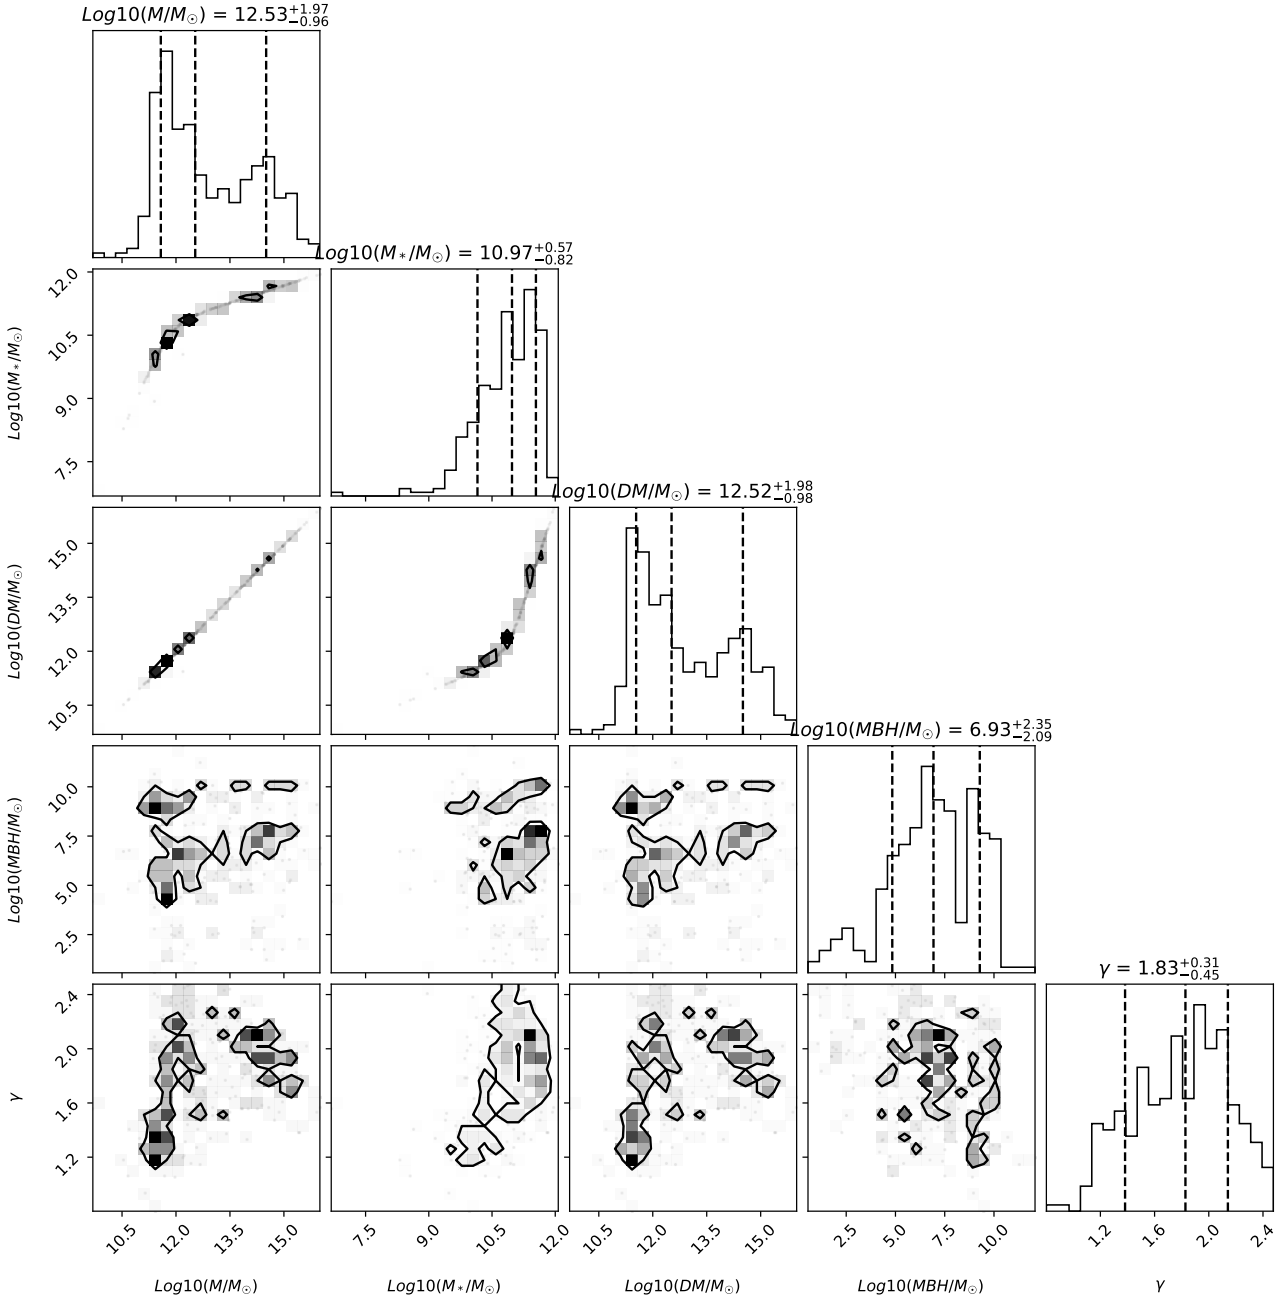 Log10(M/M☉) = 12.53+1.97−0.96
Log10(M*/M☉) = 10.97+0.57−0.82
12.0
10.5
9.0
7.5
Log10(M*/M☉)
Log10(DM/M☉) = 12.52+1.98−0.98
15.0
13.5
12.0
10.5
Log10(DM/M☉)
Log10(MBH/M☉) = 6.93+2.35−2.09
10.0
7.5
5.0
2.5
Log10(MBH/M☉)
γ = 1.83+0.31−0.45
2.4
2.0
1.6
1.2
γ
10.5 12.0 13.5 15.0 7.5 9.0 10.5 12.0 10.5 12.0 13.5 15.0 2.5 5.0 7.5 10.0 1.2 1.6 2.0 2.4
Log10(M/M☉) Log10(M*/M☉) Log10(DM/M☉) Log10(MBH/M☉) γ